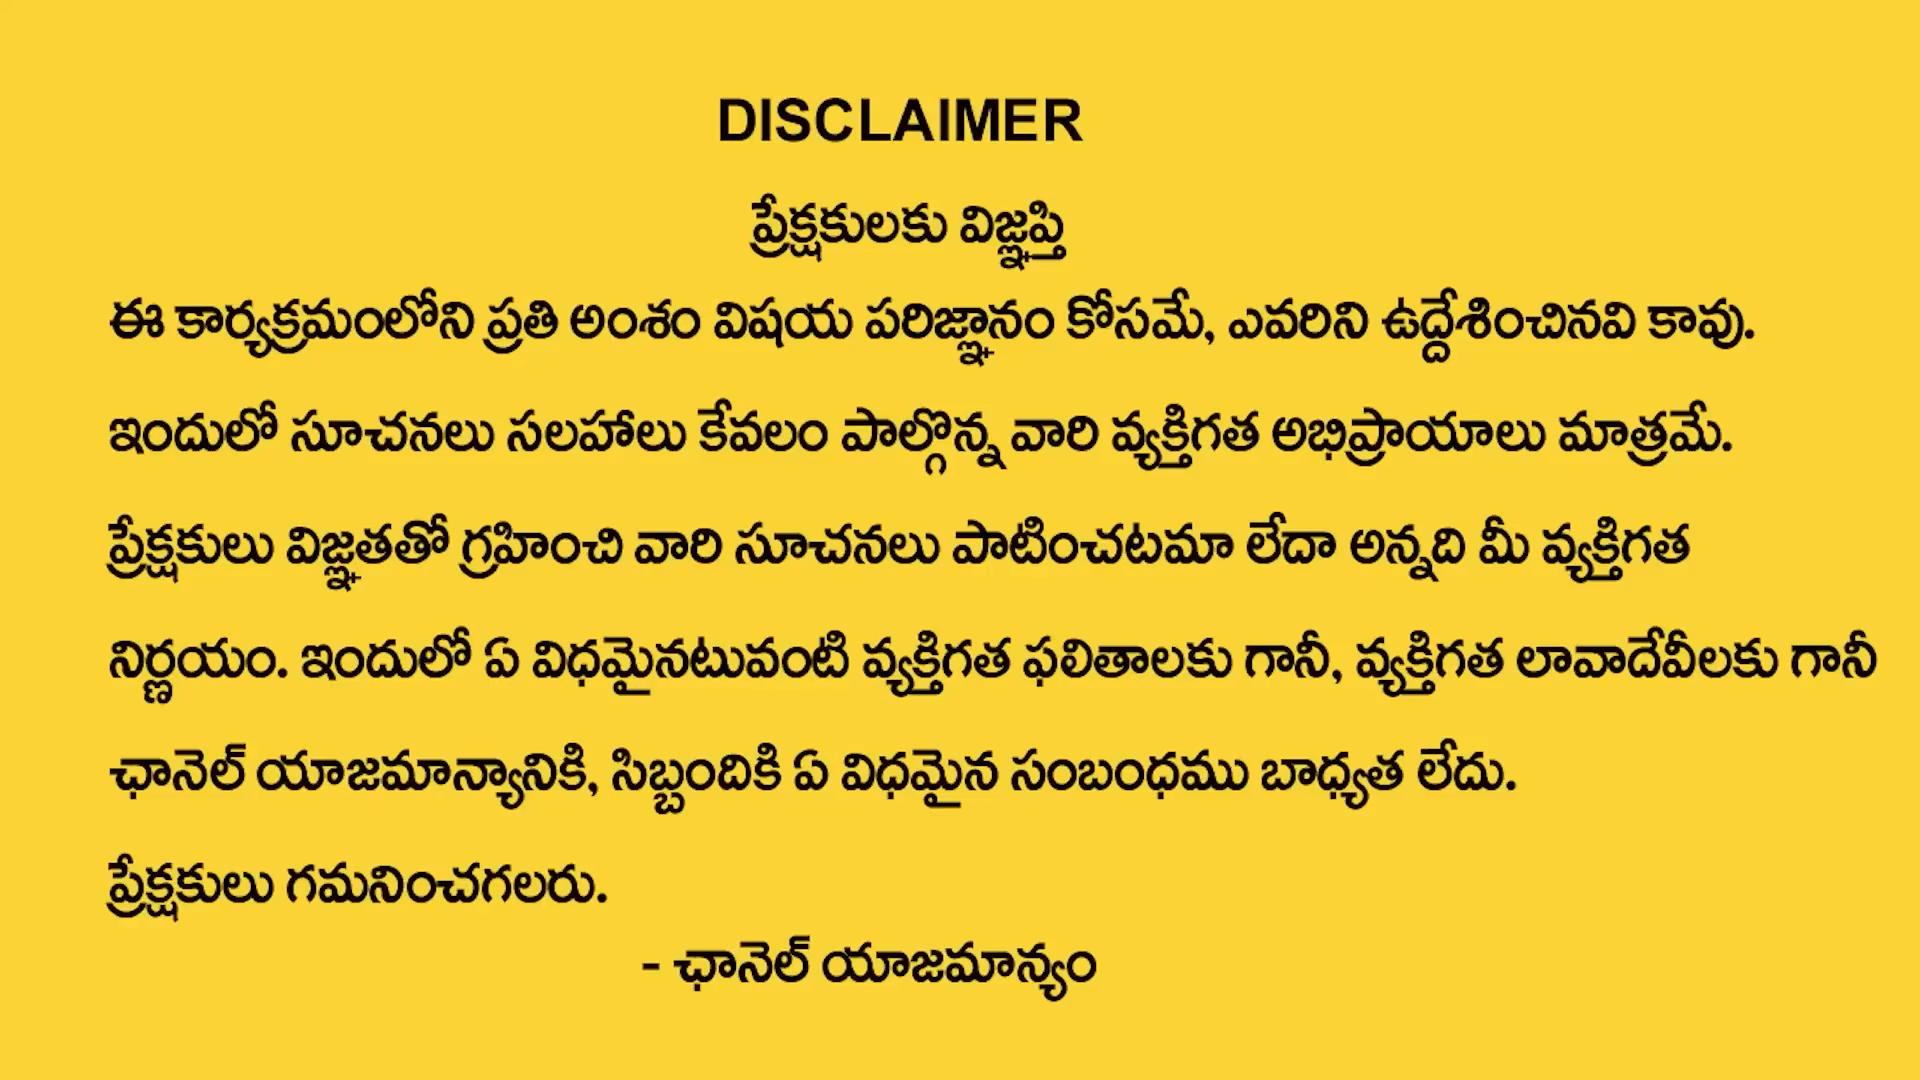 DISCLAIMER
ప్రేక్షకులకు విజ్ఞప్తి
ఈ కార్యక్రమంలోని ప్రతి అంశం విషయ పరిజ్ఞానం కోసమే, ఎవరిని ఉద్దేశించినవి కావు.
ఇందులో సూచనలు సలహాలు కేవలం పాల్గొన్న వారి వ్యక్తిగత అభిప్రాయాలు మాత్రమే.
ప్రేక్షకులు విజ్ఞతతో గ్రహించి వారి సూచనలు పాటించటమా లేదా అన్నది మీ వ్యక్తిగత
నిర్ణయం. ఇందులో ఏ విధమైనటువంటి వ్యక్తిగత ఫలితాలకు గానీ, వ్యక్తిగత లావాదేవీలకు గానీ
ఛానెల్ యాజమాన్యానికి, సిబ్బందికి ఏ విధమైన సంబంధము బాధ్యత లేదు.
ప్రేక్షకులు గమనించగలరు.
- ఛానెల్ యాజమాన్యం